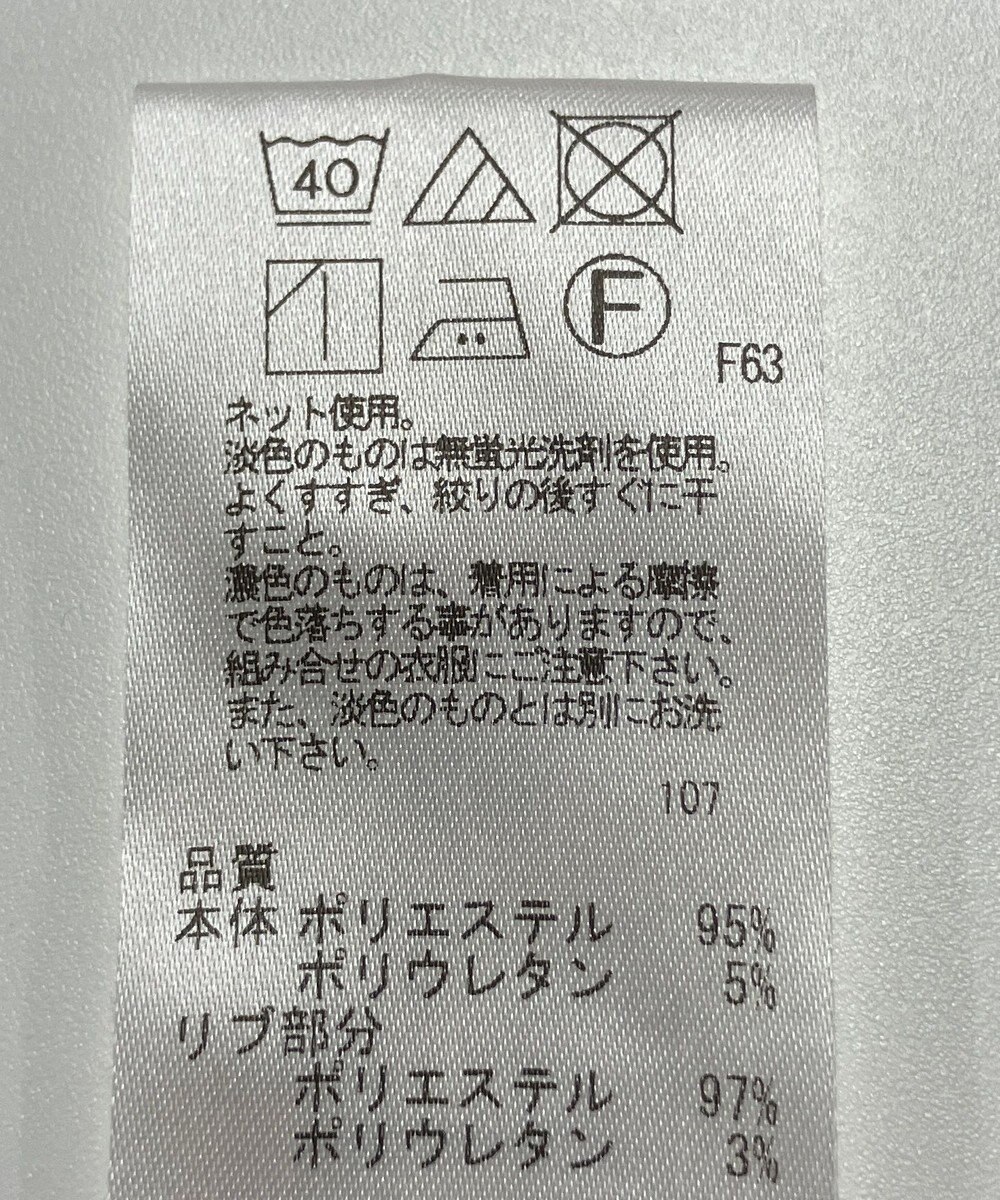 40
F
F63
ネット使用。
淡色のものは無蛍光洗剤を使用。
よくすすぎ、絞りの後すぐに干
すこと。
濃色のものは、着用による摩擦
で色落ちする事がありますので、
組み合せの衣服にご注意下さい。
また、淡色のものとは別にお洗
い下さい。
107
品質
本体 ポリエステル 95%
ポリウレタン 5%
リブ部分
ポリエステル 97%
ポリウレタン 3%